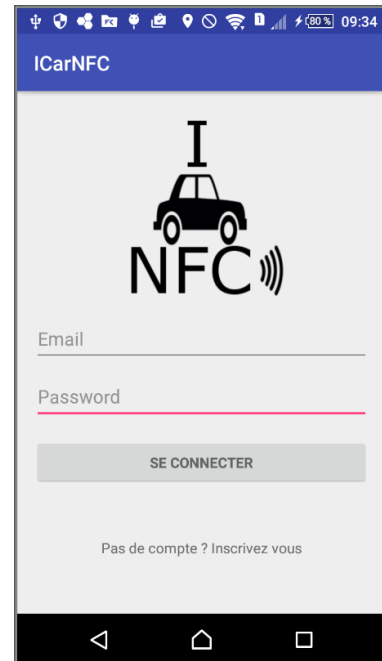 80 %
09:34
ICarNFC
I
NFC
Email
Password
SE CONNECTER
Pas de compte ? Inscrivez vous